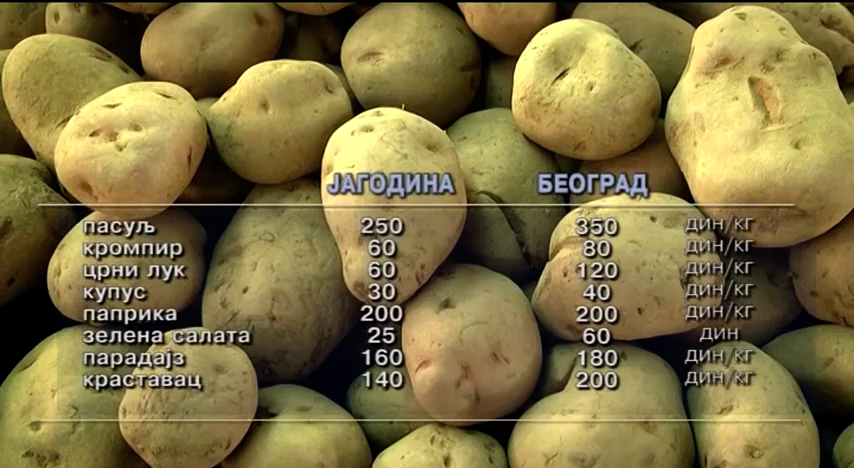 ЈАГОДИНА БЕОГРАД
пасуљ 250 350 дин/кг
кромпир 60 80 дин/кг
црни лук 60 120 дин/кг
купус 30 40 дин/кг
паприка 200 200 дин/кг
зелена салата 25 60 дин
парадајз 160 180 дин/кг
краставац 140 200 дин/кг